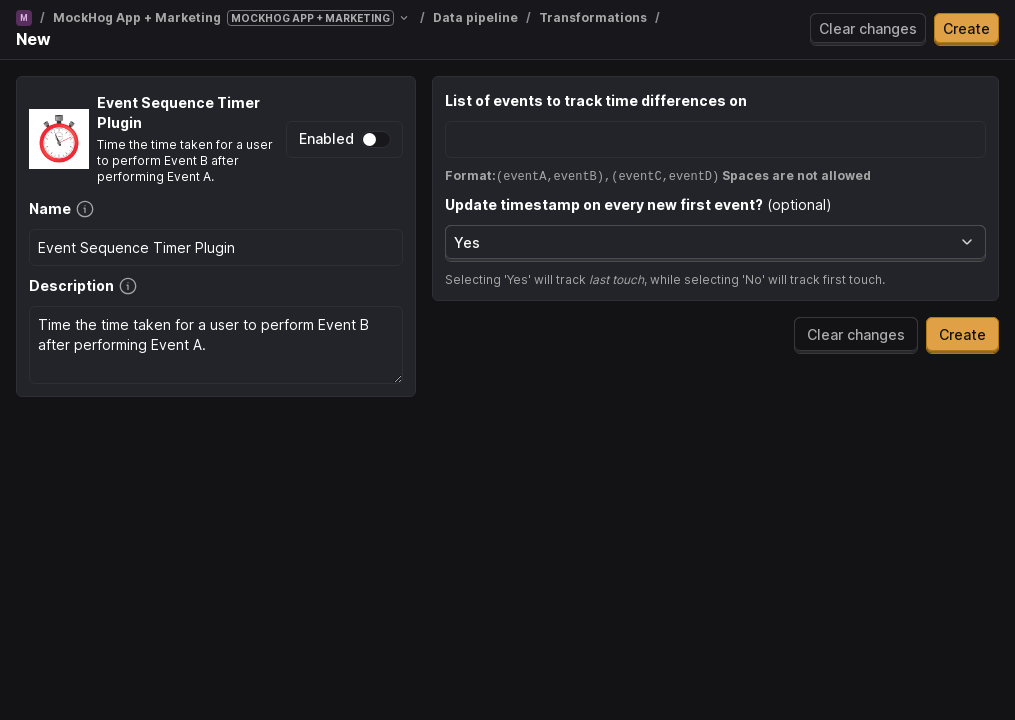 M / MockHog App + Marketing MOCKHOG APP + MARKETING / Data pipeline / Transformations /
New
Clear changes Create
Event Sequence Timer
Plugin
Time the time taken for a user
to perform Event B after
performing Event A.
Enabled
Name
Event Sequence Timer Plugin
Description
Time the time taken for a user to perform Event B
after performing Event A.
List of events to track time differences on
Format:(eventA,eventB),(eventC,eventD) Spaces are not allowed
Update timestamp on every new first event? (optional)
Yes
Selecting 'Yes' will track last touch, while selecting 'No' will track first touch.
Clear changes Create